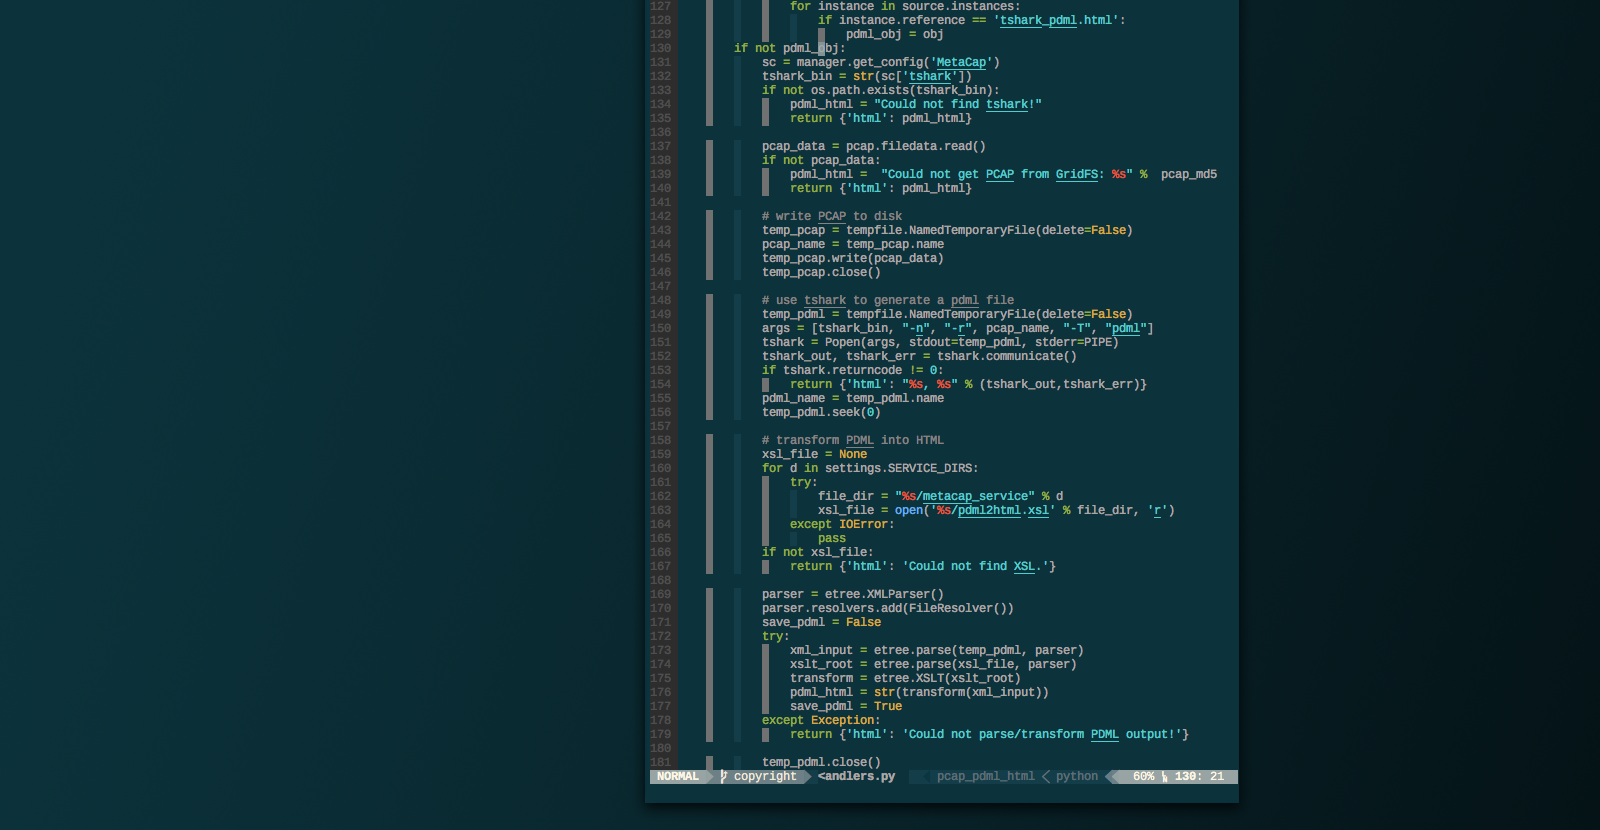 127                 for instance in source.instances:
128                     if instance.reference == 'tshark_pdml.html':
129                         pdml_obj = obj
130         if not pdml_obj:
131             sc = manager.get_config('MetaCap')
132             tshark_bin = str(sc['tshark'])
133             if not os.path.exists(tshark_bin):
134                 pdml_html = "Could not find tshark!"
135                 return {'html': pdml_html}
136
137             pcap_data = pcap.filedata.read()
138             if not pcap_data:
139                 pdml_html =  "Could not get PCAP from GridFS: %s" %  pcap_md5
140                 return {'html': pdml_html}
141
142             # write PCAP to disk
143             temp_pcap = tempfile.NamedTemporaryFile(delete=False)
144             pcap_name = temp_pcap.name
145             temp_pcap.write(pcap_data)
146             temp_pcap.close()
147
148             # use tshark to generate a pdml file
149             temp_pdml = tempfile.NamedTemporaryFile(delete=False)
150             args = [tshark_bin, "-n", "-r", pcap_name, "-T", "pdml"]
151             tshark = Popen(args, stdout=temp_pdml, stderr=PIPE)
152             tshark_out, tshark_err = tshark.communicate()
153             if tshark.returncode != 0:
154                 return {'html': "%s, %s" % (tshark_out,tshark_err)}
155             pdml_name = temp_pdml.name
156             temp_pdml.seek(0)
157
158             # transform PDML into HTML
159             xsl_file = None
160             for d in settings.SERVICE_DIRS:
161                 try:
162                     file_dir = "%s/metacap_service" % d
163                     xsl_file = open('%s/pdml2html.xsl' % file_dir, 'r')
164                 except IOError:
165                     pass
166             if not xsl_file:
167                 return {'html': 'Could not find XSL.'}
168
169             parser = etree.XMLParser()
170             parser.resolvers.add(FileResolver())
171             save_pdml = False
172             try:
173                 xml_input = etree.parse(temp_pdml, parser)
174                 xslt_root = etree.parse(xsl_file, parser)
175                 transform = etree.XSLT(xslt_root)
176                 pdml_html = str(transform(xml_input))
177                 save_pdml = True
178             except Exception:
179                 return {'html': 'Could not parse/transform PDML output!'}
180
181             temp_pdml.close()
NORMAL copyright <andlers.py pcap_pdml_html python 60% 130: 21